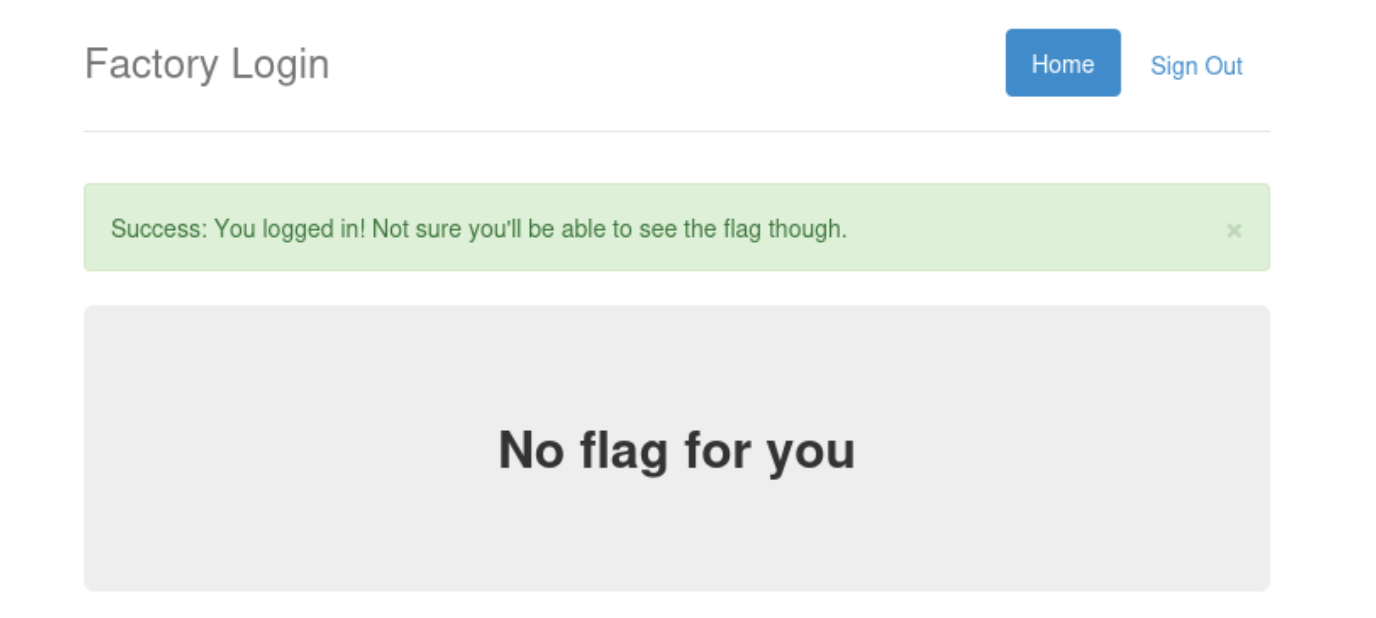 Factory Login
Home
Sign Out
Success: You logged in! Not sure you'll be able to see the flag though.
×
No flag for you